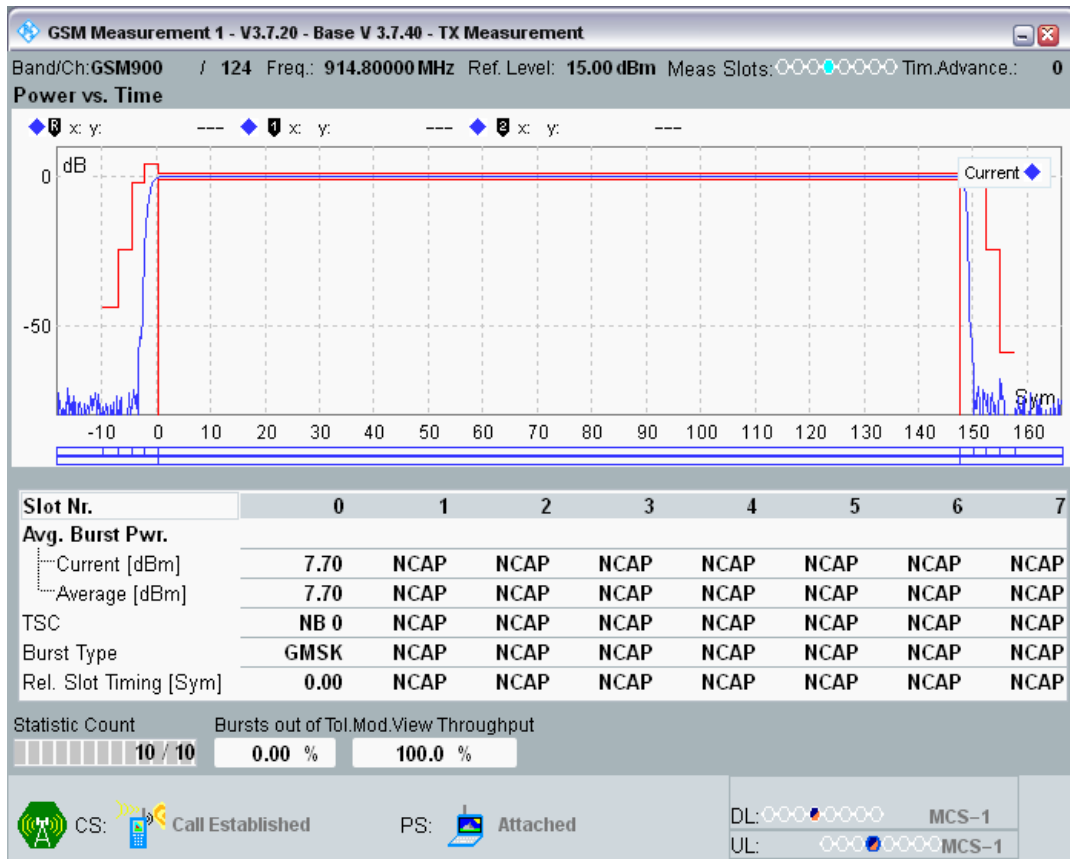 GSM Measurement 1 - V3.7.20 - Base V 3.7.40 - TX Measurement
Band/Ch:GSM900 / 124 Freq.: 914.80000 MHz Ref. Level: 15.00 dBm Meas Slots: Tim.Advance.: 0
Power vs. Time
R x: y: --- 1 x: y: --- 2 x: y: ---
dB
Current
0
-50
Sym
-10 0 10 20 30 40 50 60 70 80 90 100 110 120 130 140 150 160
Slot Nr. 0 1 2 3 4 5 6 7
Avg. Burst Pwr.
Current [dBm] 7.70 NCAP NCAP NCAP NCAP NCAP NCAP NCAP
Average [dBm] 7.70 NCAP NCAP NCAP NCAP NCAP NCAP NCAP
TSC NB 0 NCAP NCAP NCAP NCAP NCAP NCAP NCAP
Burst Type GMSK NCAP NCAP NCAP NCAP NCAP NCAP NCAP
Rel. Slot Timing [Sym] 0.00 NCAP NCAP NCAP NCAP NCAP NCAP NCAP
Statistic Count Bursts out of Tol.Mod.View Throughput
10 / 10 0.00 % 100.0 %
CS: Call Established PS: Attached DL: MCS-1
UL: MCS-1